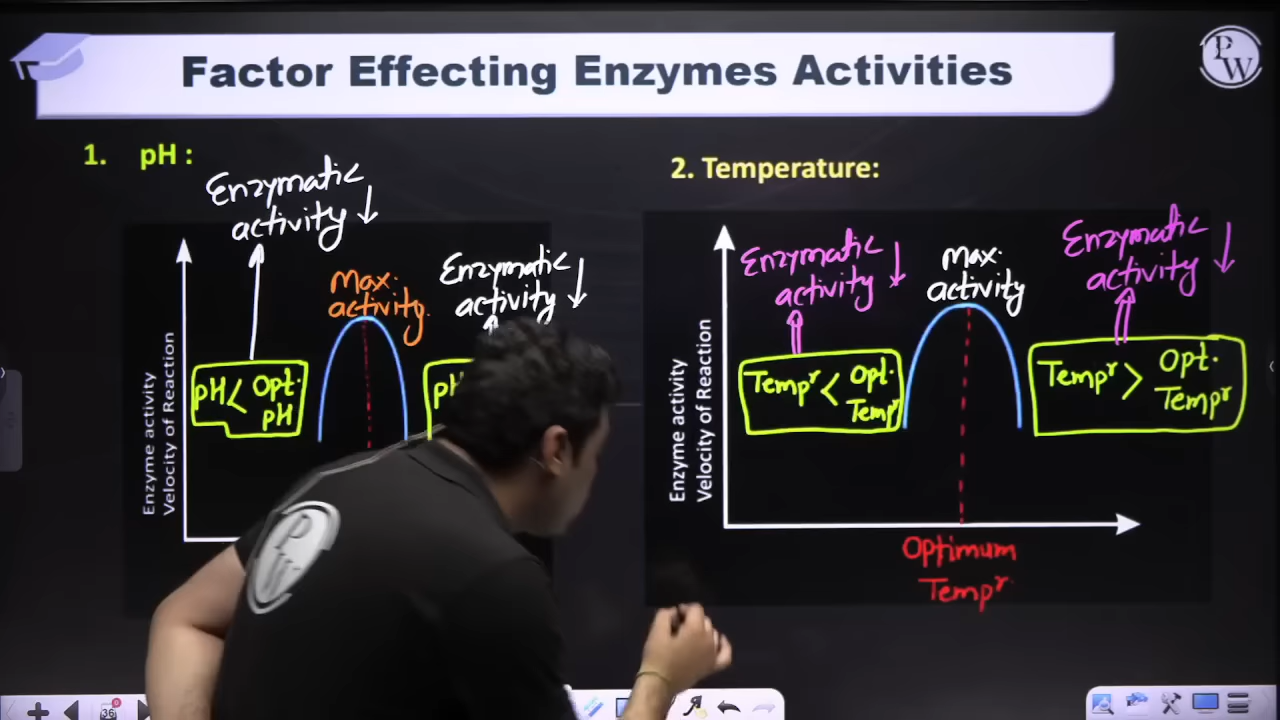 Factor Effecting Enzymes Activities
P
W
1. pH :
Enzymatic
activity ↓
Max.
activity
Enzymatic
activity ↓
pH < Opt.
pH
pH
Enzyme activity
Velocity of Reaction
2. Temperature:
Enzymatic
activity ↓
Max.
activity
Enzymatic
activity ↓
Tempʳ < Opt.
Tempʳ
Tempʳ > Opt.
Tempʳ
Enzyme activity
Velocity of Reaction
Optimum
Tempʳ
P
W
36